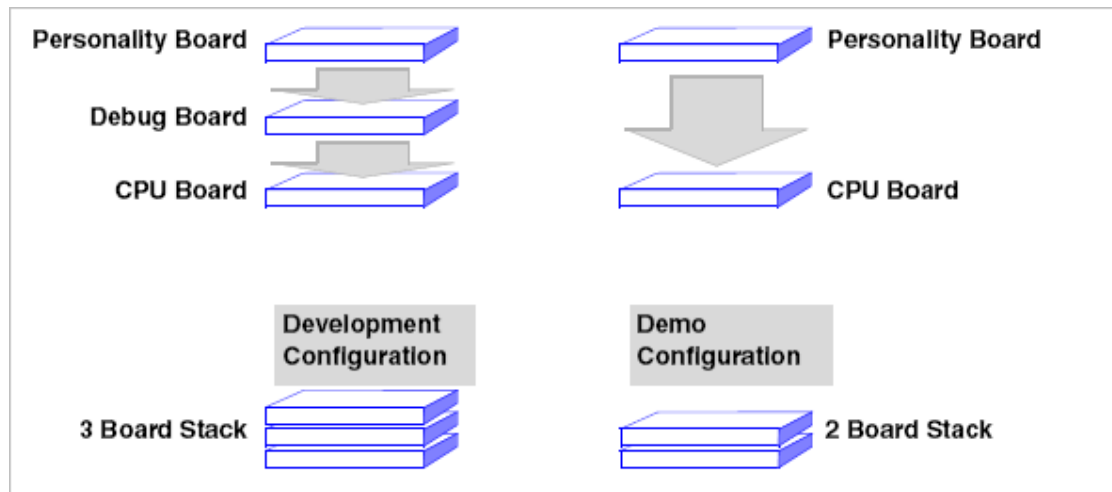 Personality Board
Personality Board
Debug Board
CPU Board
CPU Board
Development
Configuration
Demo
Configuration
3 Board Stack
2 Board Stack